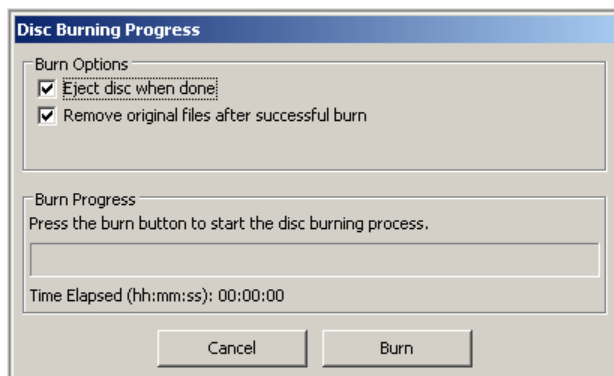 Disc Burning Progress
Burn Options
Eject disc when done
Remove original files after successful burn
Burn Progress
Press the burn button to start the disc burning process.
Time Elapsed (hh:mm:ss): 00:00:00
Cancel Burn